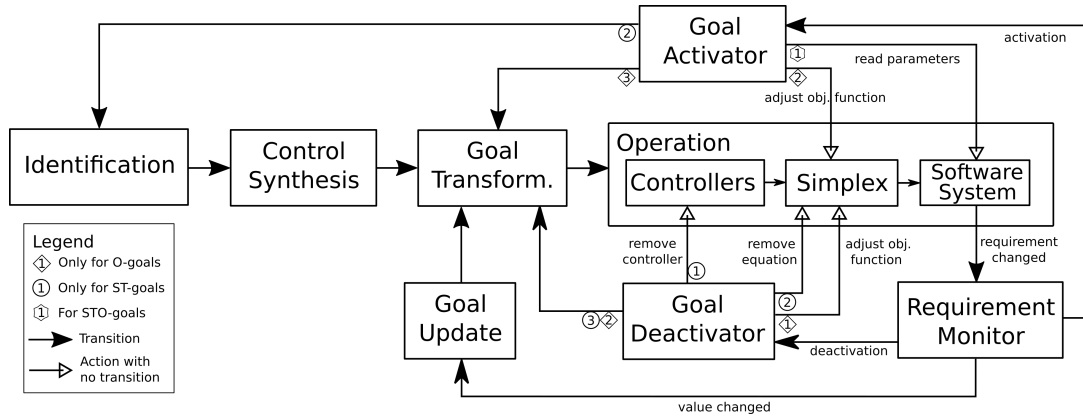 Goal
Activator
2
3
1
2
activation
read parameters
adjust obj. function
Identification
Control
Synthesis
Goal
Transform.
Operation
Controllers
Simplex
Software
System
Legend
1 Only for O-goals
1 Only for ST-goals
1 For STO-goals
Transition
Action with
no transition
remove
controller
remove
equation
adjust obj.
function
requirement
changed
1
2
1
3 2
Goal
Update
Goal
Deactivator
Requirement
Monitor
deactivation
value changed